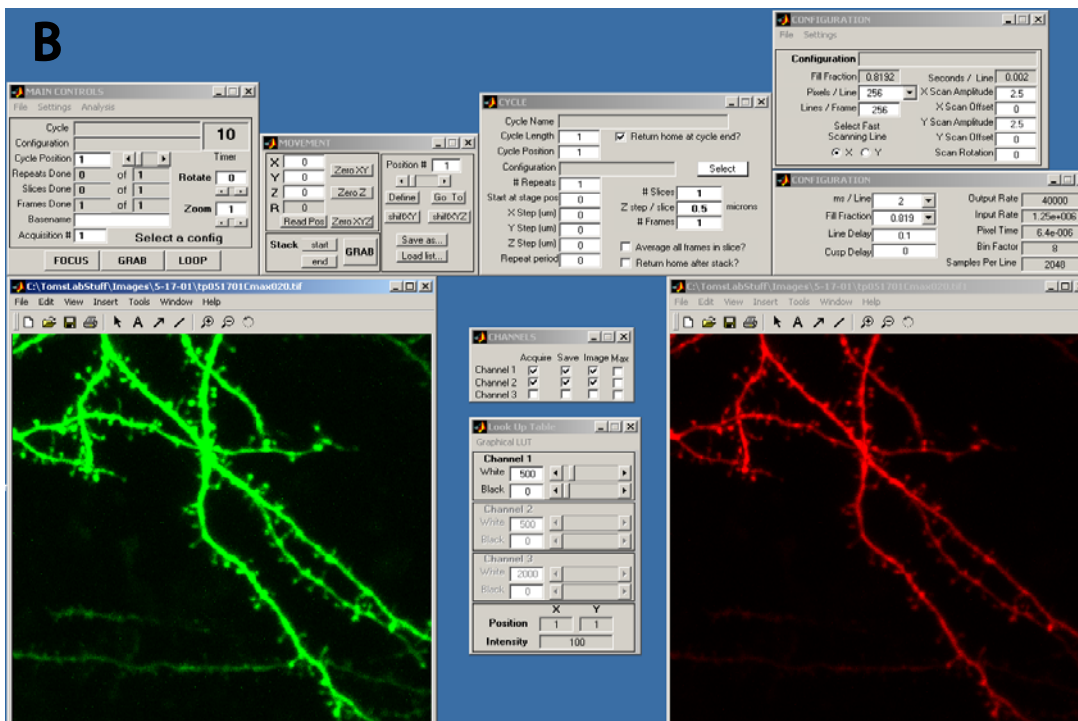 B
MAIN CONTROLS
File Settings Analysis
Cycle
Configuration
10
Cycle Position 1
Timer
Repeats Done 0 of 1
Rotate 0
Slices Done 0 of 1
Frames Done 1 of 1
Zoom 1
Basename
Acquisition # 1 Select a config
FOCUS GRAB LOOP
MOVEMENT
X 0
Y 0
Z 0
R 0
Zero XY
Zero Z
Read Pos Zero XYZ
Position # 1
Define Go To
shiftXY shiftXYZ
Save as...
Load list...
Stack start
end
GRAB
CYCLE
Cycle Name
Cycle Length 1 Return home at cycle end?
Cycle Position 1
Configuration Select
# Repeats 1
Start at stage pos 0
X Step (um) 0
Y Step (um) 0
Z Step (um) 0
Repeat period 0
# Slices 1
Z step / slice 0.5 microns
# Frames 1
Average all frames in slice?
Return home after stack?
CONFIGURATION
File Settings
Configuration
Fill Fraction 0.8192 Seconds / Line 0.002
Pixels / Line 256 X Scan Amplitude 2.5
Lines / Frame 256 X Scan Offset 0
Select Fast
Scanning Line
X Y
Y Scan Amplitude 2.5
Y Scan Offset 0
Scan Rotation 0
CONFIGURATION
ms / Line 2 Output Rate 40000
Fill Fraction 0.819 Input Rate 1.25e+006
Line Delay 0.1 Pixel Time 6.4e-006
Cusp Delay 0 Bin Factor 8
Samples Per Line 2048
C:\TomsLabStuff\Images\5-17-01\tp051701Cmax020.tif
File Edit View Insert Tools Window Help
A
CHANNELS
Acquire Save Image Max
Channel 1
Channel 2
Channel 3
Look Up Table
Graphical LUT
Channel 1
White 500
Black 0
Channel 2
White 500
Black 0
Channel 3
White 2000
Black 0
X Y
Position 1 1
Intensity 100
C:\TomsLabStuff\Images\5-17-01\tp051701Cmax020.tif1
File Edit View Insert Tools Window Help
A